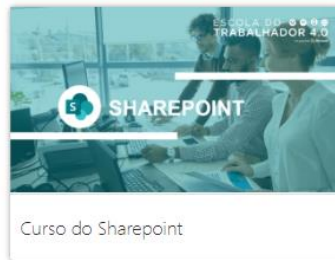 ESCOLA DO
TRABALHADOR 4.0
S
SHAREPOINT
Curso do Sharepoint